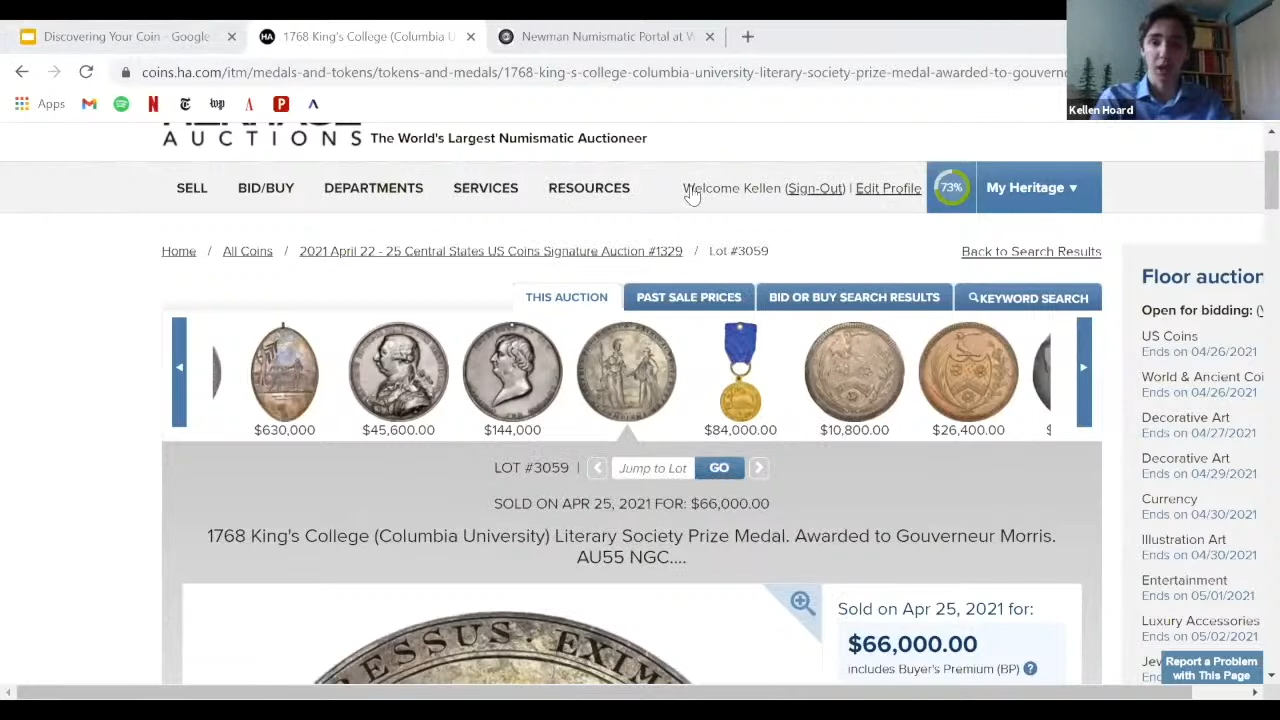 Discovering Your Coin - Google
1768 King's College (Columbia U
Newman Numismatic Portal at W
coins.ha.com/itm/medals-and-tokens/tokens-and-medals/1768-king-s-college-columbia-university-literary-society-prize-medal-awarded-to-gouverne
Apps
Kellen Hoard
AUCTIONS The World's Largest Numismatic Auctioneer
SELL BID/BUY DEPARTMENTS SERVICES RESOURCES Welcome Kellen (Sign-Out) | Edit Profile 73% My Heritage ▼
Home / All Coins / 2021 April 22 - 25 Central States US Coins Signature Auction #1329 / Lot #3059 Back to Search Results
THIS AUCTION PAST SALE PRICES BID OR BUY SEARCH RESULTS KEYWORD SEARCH
$630,000 $45,600.00 $144,000 $84,000.00 $10,800.00 $26,400.00 $
LOT #3059 | Jump to Lot GO
SOLD ON APR 25, 2021 FOR: $66,000.00
1768 King's College (Columbia University) Literary Society Prize Medal. Awarded to Gouverneur Morris.
AU55 NGC....
ESSUS. EXIM
Sold on Apr 25, 2021 for:
$66,000.00
includes Buyer's Premium (BP) ?
Floor auction
Open for bidding: (
US Coins
Ends on 04/26/2021
World & Ancient Coi
Ends on 04/26/2021
Decorative Art
Ends on 04/27/2021
Decorative Art
Ends on 04/29/2021
Currency
Ends on 04/30/2021
Illustration Art
Ends on 04/30/2021
Entertainment
Ends on 05/01/2021
Luxury Accessories
Ends on 05/02/2021
Report a Problem
with This Page